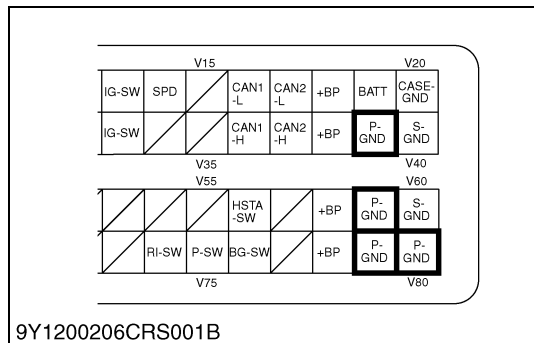 V15 V20
IG-SW SPD CAN1 -L CAN2 -L +BP BATT CASE- GND
IG-SW CAN1 -H CAN2 -H +BP P- GND S- GND
V35 V40
V55 V60
HSTA -SW +BP P- GND S- GND
RI-SW P-SW BG-SW +BP P- GND P- GND
V75 V80
9Y1200206CRS001B